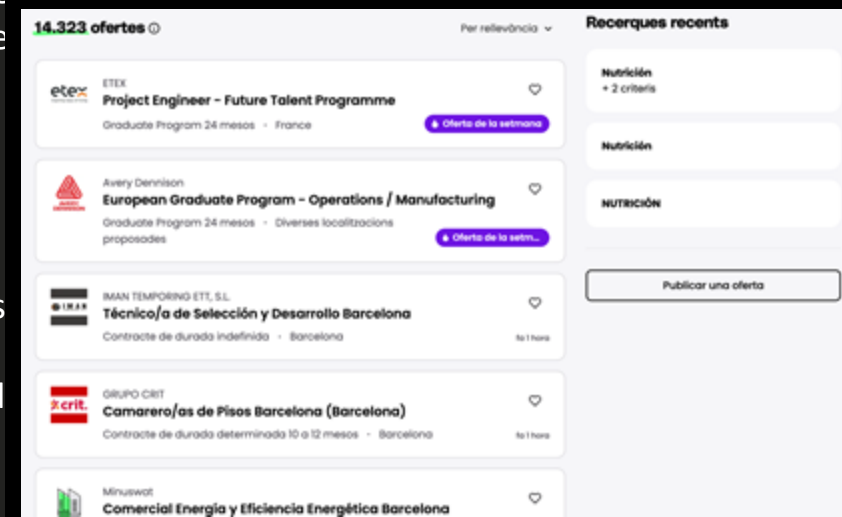 14.323 ofertes
Per rellevància
etex
ETEX
Project Engineer - Future Talent Programme
Graduate Program 24 mesos - France
Oferta de la setmana
Avery Dennison
European Graduate Program - Operations / Manufacturing
Graduate Program 24 mesos - Diverses localitzacions
proposades
Oferta de la setm...
IMAN
IMAN TEMPORING ETT, S.L.
Técnico/a de Selección y Desarrollo Barcelona
Contracte de durada indefinida - Barcelona
fa 1 hora
crit.
GRUPO CRIT
Camarero/as de Pisos Barcelona (Barcelona)
Contracte de durada determinada 10 a 12 mesos - Barcelona
fa 1 hora
Minuswat
Comercial Energia y Eficiencia Energética Barcelona
Recerques recents
Nutrición
+ 2 criteris
Nutrición
NUTRICIÓN
Publicar una oferta